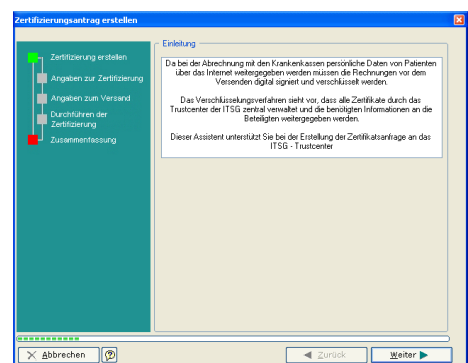 Zertifizierungsantrag erstellen
Zertifizierung erstellen
Angaben zur Zertifizierung
Angaben zum Versand
Durchführen der
Zertifizierung
Zusammenfassung
Einleitung
Da bei der Abrechnung mit den Krankenkassen persönliche Daten von Patienten
über das Internet weitergegeben werden müssen die Rechnungen vor dem
Versenden digital signiert und verschlüsselt werden.
Das Verschlüsselungsverfahren sieht vor, dass alle Zertifikate durch das
Trustcenter der ITSG zentral verwaltet und die benötigten Informationen an die
Beteiligten weitergegeben werden.
Dieser Assistent unterstützt Sie bei der Erstellung der Zertifikatsanfrage an das
ITSG - Trustcenter
Abbrechen
?
Zurück
Weiter